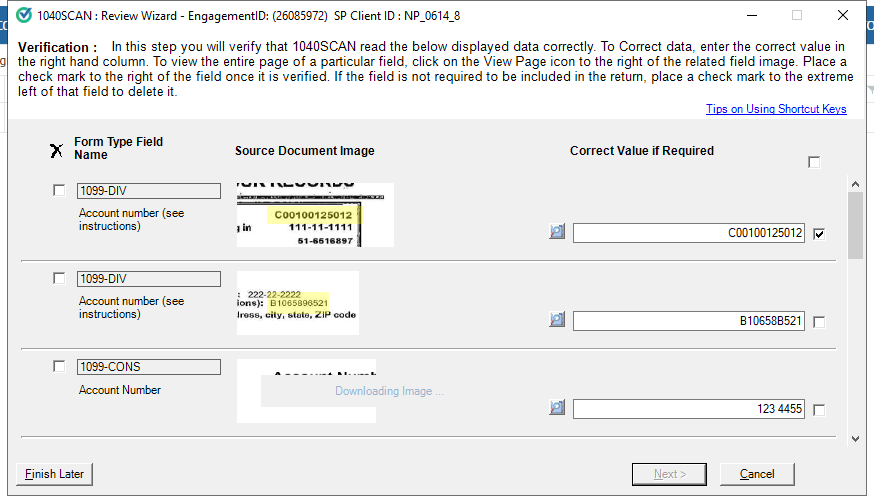 1040SCAN : Review Wizard - EngagementID: (26085972)  SP Client ID : NP_0614_8
Verification :   In this step you will verify that 1040SCAN read the below displayed data correctly. To Correct data, enter the correct value in
the right hand column. To view the entire page of a particular field, click on the View Page icon to the right of the related field image. Place a
check mark to the right of the field once it is verified. If the field is not required to be included in the return, place a check mark to the extreme
left of that field to delete it.
Tips on Using Shortcut Keys
Form Type Field
Name
Source Document Image
Correct Value if Required
1099-DIV
Account number (see
instructions)
RECORDS
C00100125012
g in 111-11-1111
51-6516897
C00100125012
1099-DIV
Account number (see
instructions)
: 222-22-2222
ions): B1065896521
dress, city, state, ZIP code
B10658B521
1099-CONS
Account Number
Downloading Image ...
123 4455
Finish Later
Next >
Cancel